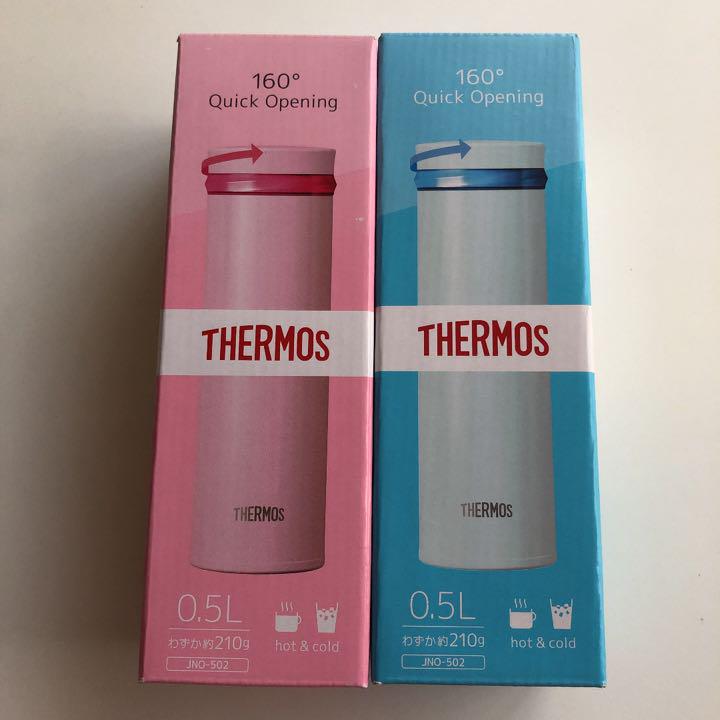 160°
Quick Opening
THERMOS
THERMOS
0.5L
わずか約210g
JNO-502
hot & cold
160°
Quick Opening
THERMOS
THERMOS
0.5L
わずか約210g
JNO-502
hot & cold